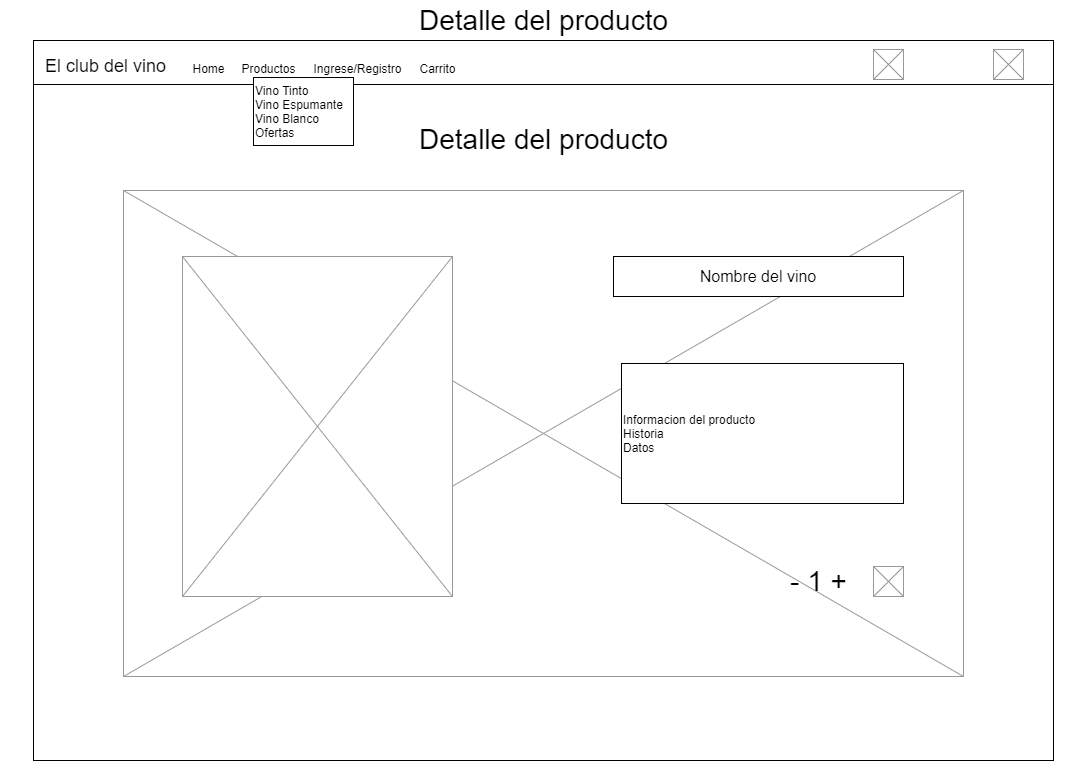 Detalle del producto
El club del vino Home Productos Ingrese/Registro Carrito
Vino Tinto
Vino Espumante
Vino Blanco
Ofertas
Detalle del producto
Nombre del vino
Informacion del producto
Historia
Datos
- 1 +